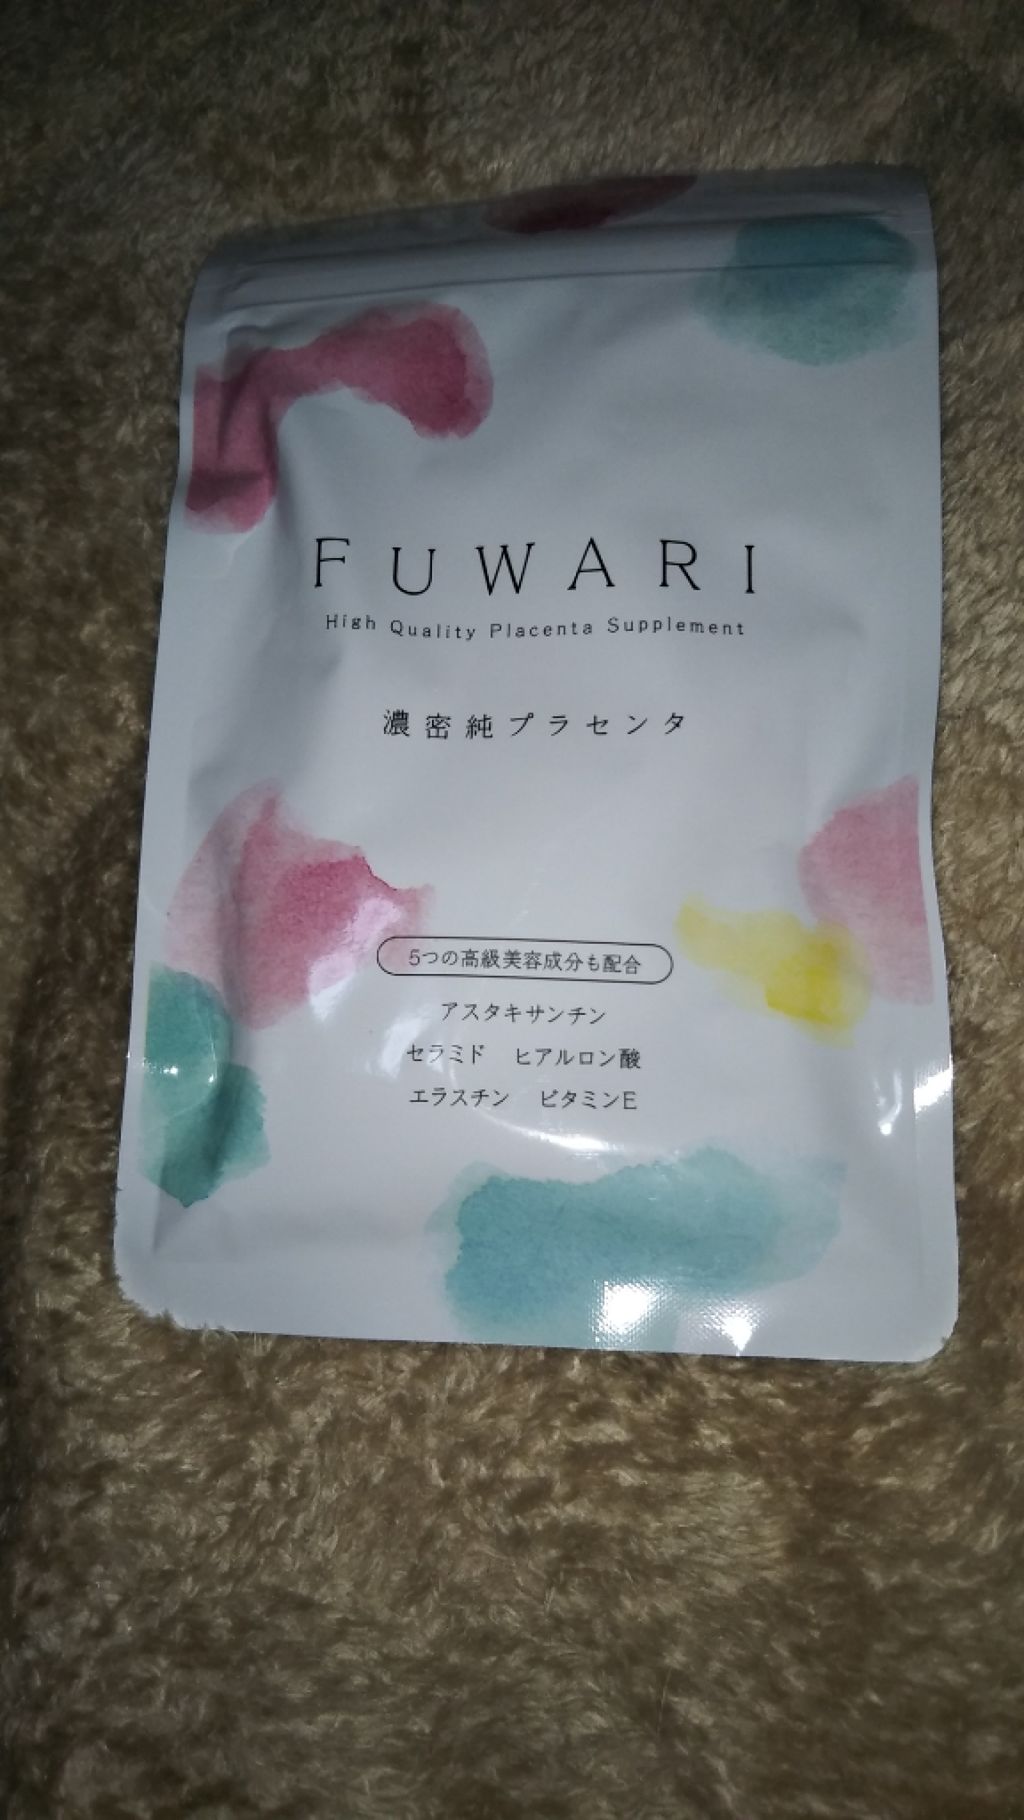 FUWARI
High Quality Placenta Supplement
濃密純プラセンタ
5つの高級美容成分も配合
アスタキサンチン
セラミド ヒアルロン酸
エラスチン ビタミンE